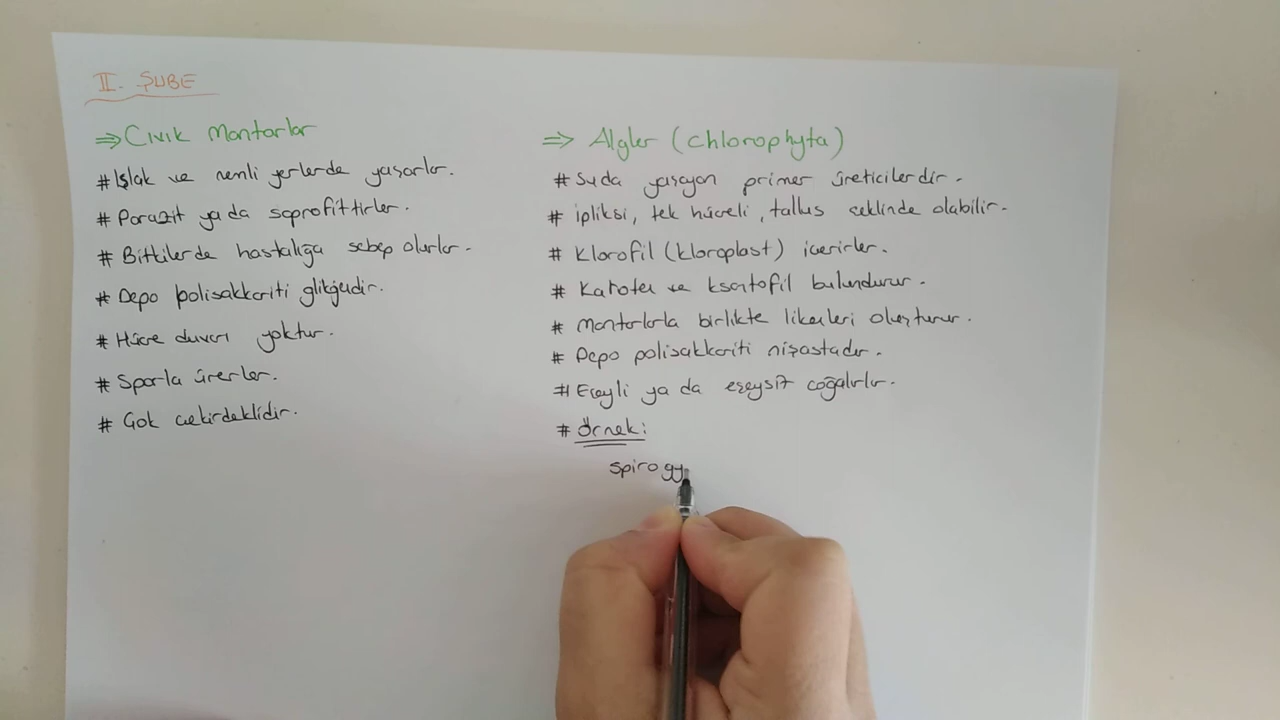 II. ŞUBE
⇒ Cıvık Mantarlar
# Işlak ve nemli yerlerde yaşarlar.
# Parazit ya da saprofittirler.
# Bitkilerde hastalığa sebep olurlar.
# Depo polisakkariti glikojendir.
# Hücre duvarı yoktur.
# Sporla ürerler.
# Çok çekirdeklidir.
⇒ Algler (Chlorophyta)
# Suda yaşayan primer üreticilerdir.
# ipliksi, tek hücreli, tallus şeklinde olabilir.
# Klorofil (kloroplast) içerirler.
# Karoten ve ksantofil bulundurur.
# Mantarlarla birlikte likenleri oluşturur.
# Depo polisakkariti nişastadır.
# Eşeyli ya da eşeysiz çoğalırlar.
# Örnek:
Spirogy